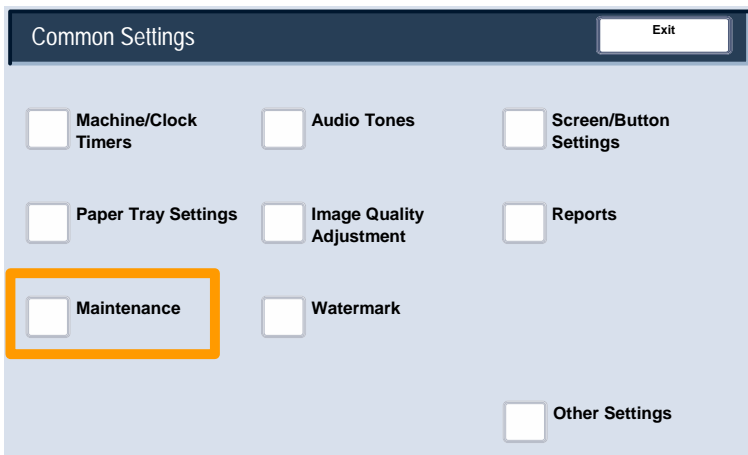 Common Settings
Exit
Machine/Clock
Timers
Audio Tones
Screen/Button
Settings
Paper Tray Settings
Image Quality
Adjustment
Reports
Maintenance
Watermark
Other Settings